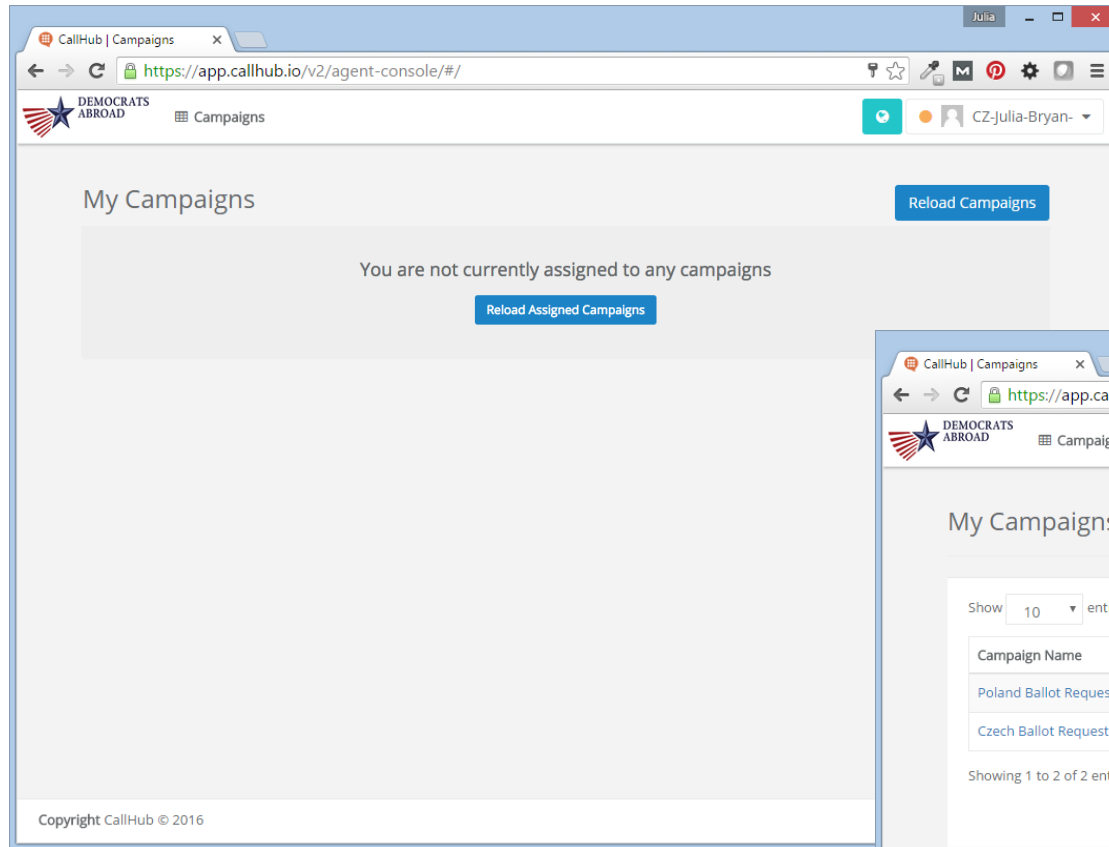 Julia
CallHub | Campaigns
https://app.callhub.io/v2/agent-console/#/
DEMOCRATS
ABROAD
Campaigns
CZ-Julia-Bryan-
My Campaigns
Reload Campaigns
You are not currently assigned to any campaigns
Reload Assigned Campaigns
Copyright CallHub © 2016
CallHub | Campaigns
https://app.ca
DEMOCRATS
ABROAD
Campaig
My Campaigns
Show 10 ent
Campaign Name
Poland Ballot Reques
Czech Ballot Request
Showing 1 to 2 of 2 ent